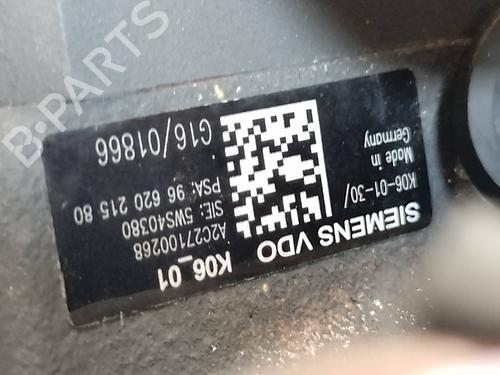 SIEMENS VDO K06_01
K06-01-30/
Made in
Germany
A2C27100268
SIE: 5WS40380
PSA: 96 620 215 80
G16/01866
B-PARTS